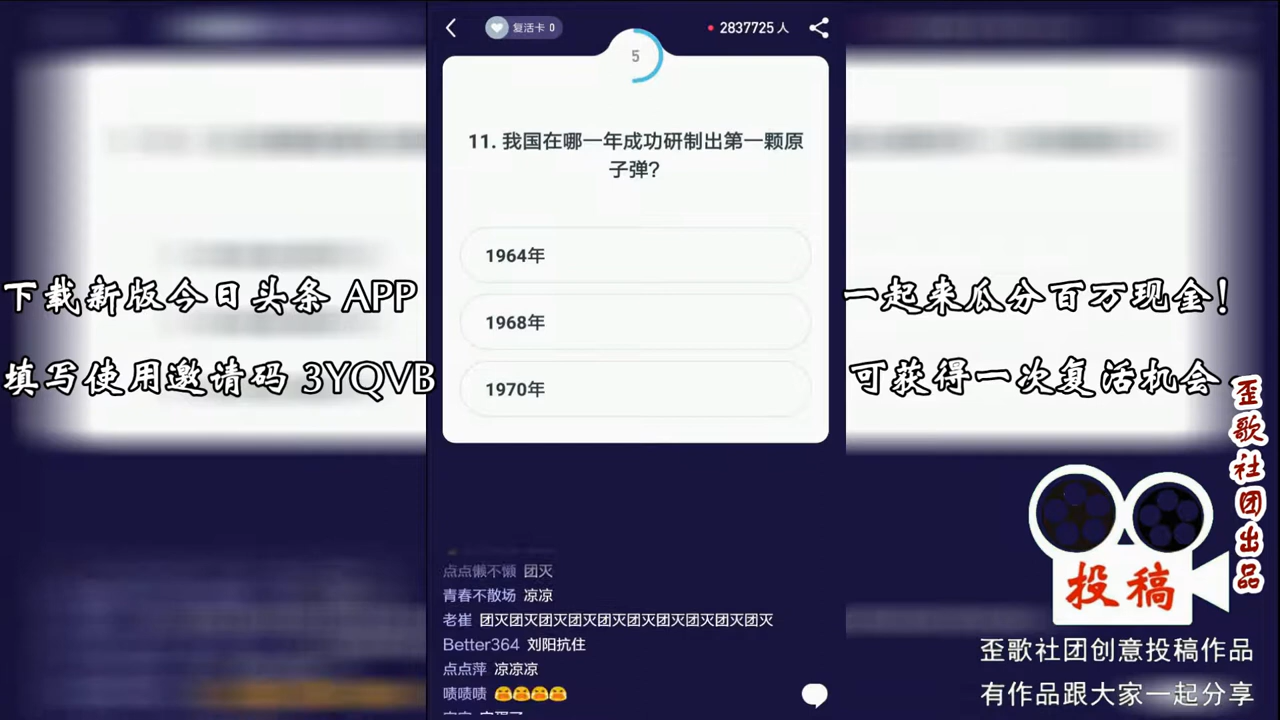 复活卡 0
2837725 人
5
11. 我国在哪一年成功研制出第一颗原
子弹?
1964年
1968年
1970年
下载新版今日头条 APP
一起来瓜分百万现金!
填写使用邀请码 3YQVB
可获得一次复活机会
歪歌社团出品
点点懒不懒 团灭
青春不散场 凉凉
老崔 团灭团灭团灭团灭团灭团灭团灭团灭团灭团灭
Better364 刘阳抗住
点点萍 凉凉凉
啧啧啧 😫😫😫😫
投稿
歪歌社团创意投稿作品
有作品跟大家一起分享